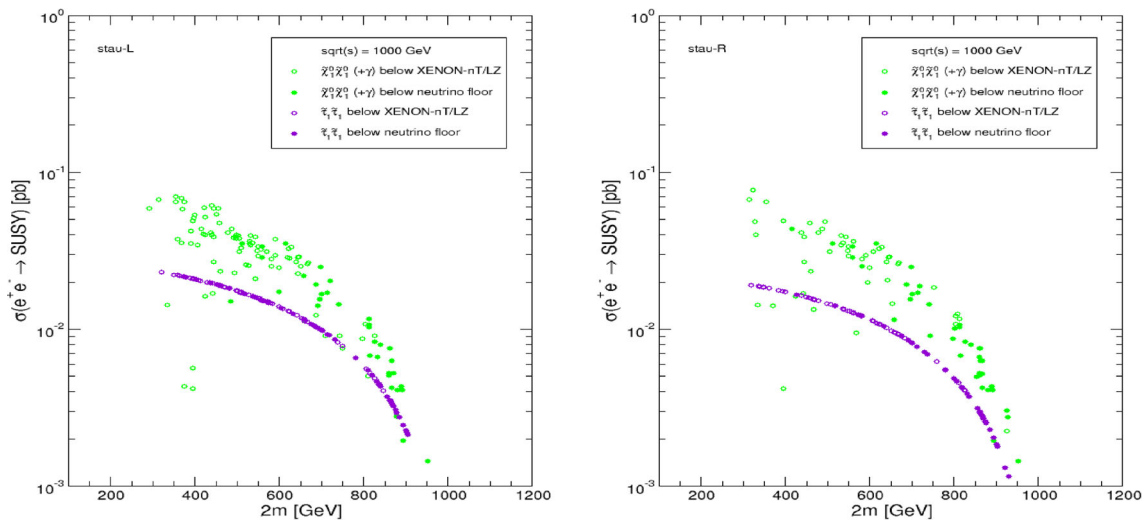 stau-L
sqrt(s) = 1000 GeV
χ̃⁰₁χ̃⁰₁ (+γ) below XENON-nT/LZ
χ̃⁰₁χ̃⁰₁ (+γ) below neutrino floor
τ̃₁τ̃₁ below XENON-nT/LZ
τ̃₁τ̃₁ below neutrino floor
σ(e⁺e⁻ → SUSY) [pb]
10⁰
10⁻¹
10⁻²
10⁻³
200 400 600 800 1000 1200
2m [GeV]
stau-R
sqrt(s) = 1000 GeV
χ̃⁰₁χ̃⁰₁ (+γ) below XENON-nT/LZ
χ̃⁰₁χ̃⁰₁ (+γ) below neutrino floor
τ̃₁τ̃₁ below XENON-nT/LZ
τ̃₁τ̃₁ below neutrino floor
σ(e⁺e⁻ → SUSY) [pb]
10⁰
10⁻¹
10⁻²
10⁻³
200 400 600 800 1000 1200
2m [GeV]